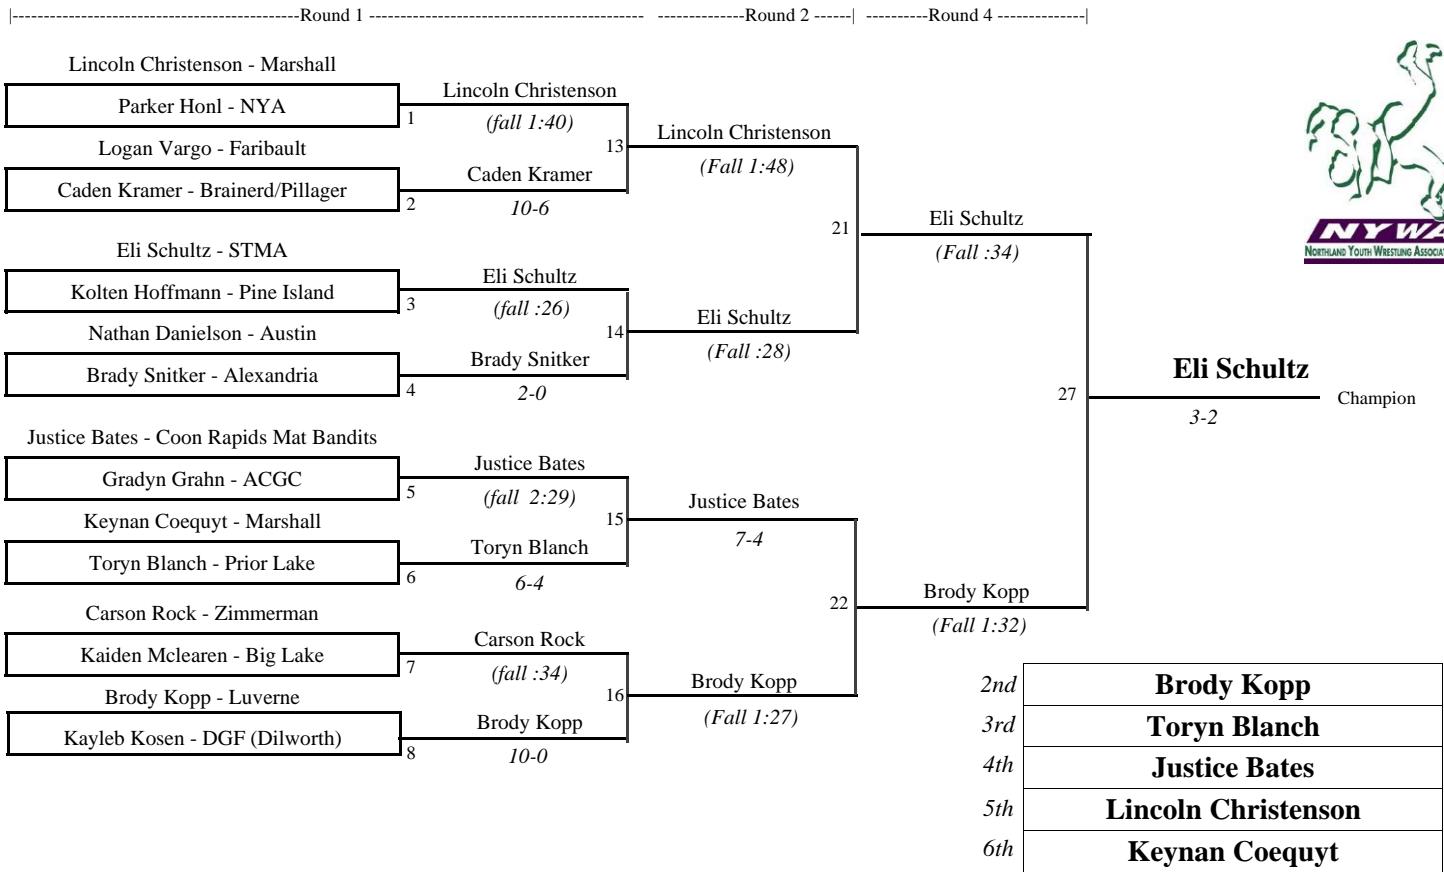 |----------------------------------------------Round 1 -------------------------------------------- --------------Round 2 ------| ----------Round 4 --------------|
Lincoln Christenson - Marshall
Parker Honl - NYA
1
Lincoln Christenson
(fall 1:40)
Logan Vargo - Faribault
Caden Kramer - Brainerd/Pillager
2
Caden Kramer
10-6
13
Lincoln Christenson
(Fall 1:48)
Eli Schultz - STMA
Kolten Hoffmann - Pine Island
3
Eli Schultz
(fall :26)
Nathan Danielson - Austin
Brady Snitker - Alexandria
4
Brady Snitker
2-0
14
Eli Schultz
(Fall :28)
21
Eli Schultz
(Fall :34)
Justice Bates - Coon Rapids Mat Bandits
Gradyn Grahn - ACGC
5
Justice Bates
(fall 2:29)
Keynan Coequyt - Marshall
Toryn Blanch - Prior Lake
6
Toryn Blanch
6-4
15
Justice Bates
7-4
Carson Rock - Zimmerman
Kaiden Mclearen - Big Lake
7
Carson Rock
(fall :34)
Brody Kopp - Luverne
Kayleb Kosen - DGF (Dilworth)
8
Brody Kopp
10-0
16
Brody Kopp
(Fall 1:27)
22
Brody Kopp
(Fall 1:32)
27
Eli Schultz
3-2
Champion
NYWA
NORTHLAND YOUTH WRESTLING
2nd Brody Kopp
3rd Toryn Blanch
4th Justice Bates
5th Lincoln Christenson
6th Keynan Coequyt